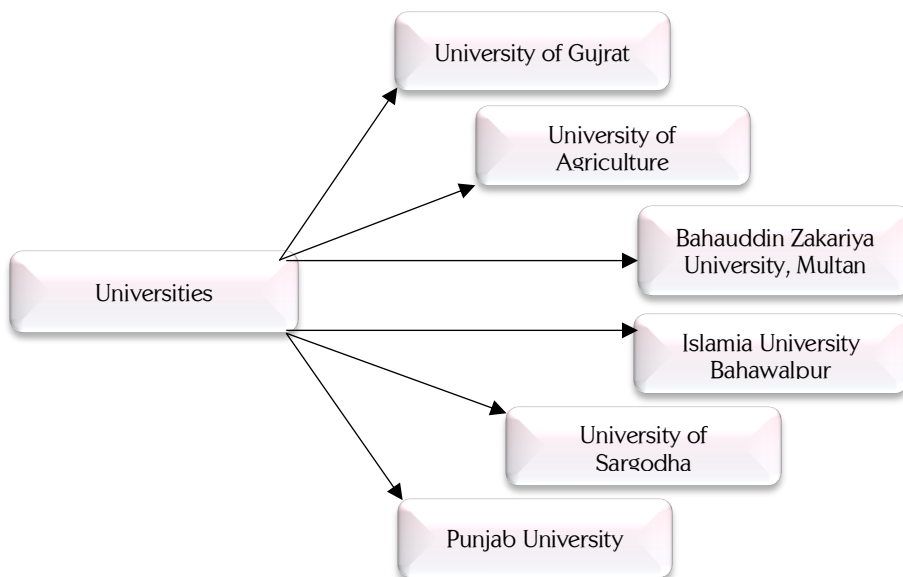 University of Gujrat
University of
Agriculture
Bahauddin Zakariya
University, Multan
Universities
Islamia University
Bahawalpur
University of
Sargodha
Punjab University